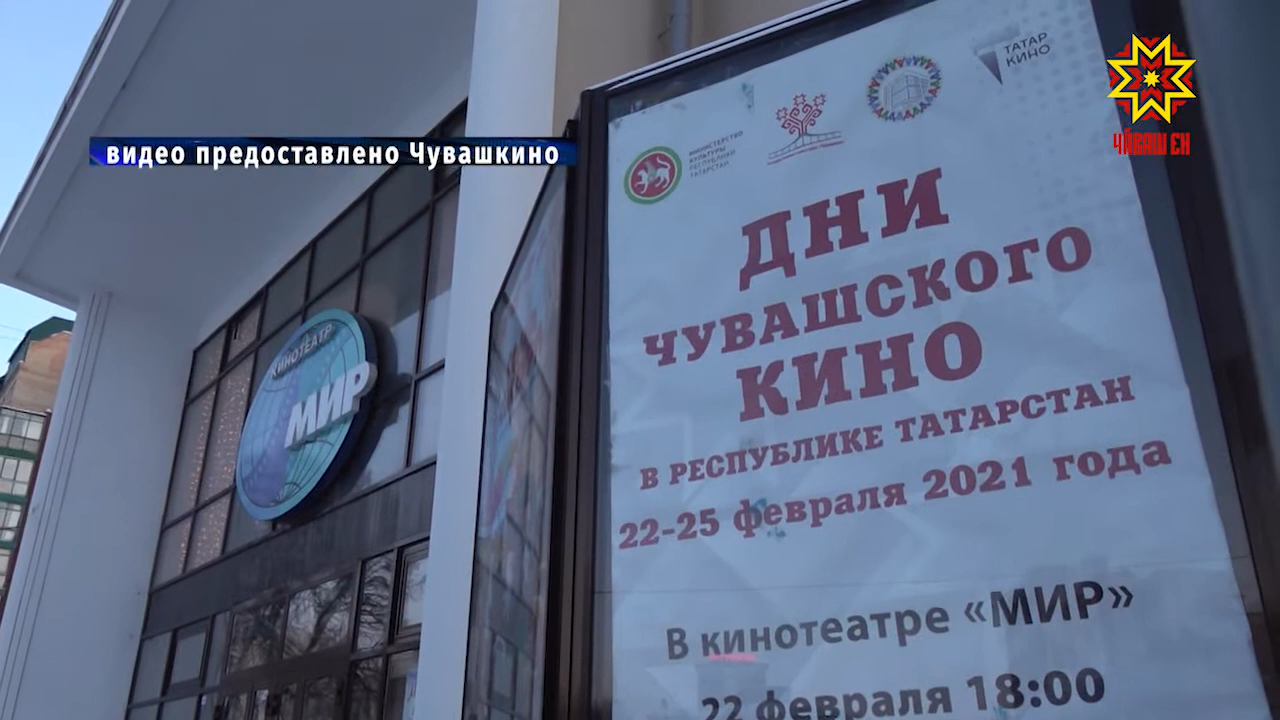 видео предоставлено Чувашкино
ЧӐВАШ ЕН
ТАТАР
КИНО
МИНИСТЕРСТВО
КУЛЬТУРЫ
РЕСПУБЛИКИ
ТАТАРСТАН
ДНИ
ЧУВАШСКОГО
КИНО
В РЕСПУБЛИКЕ ТАТАРСТАН
22-25 февраля 2021 года
В кинотеатре «МИР»
22 февраля 18:00
КИНОТЕАТР
МИР